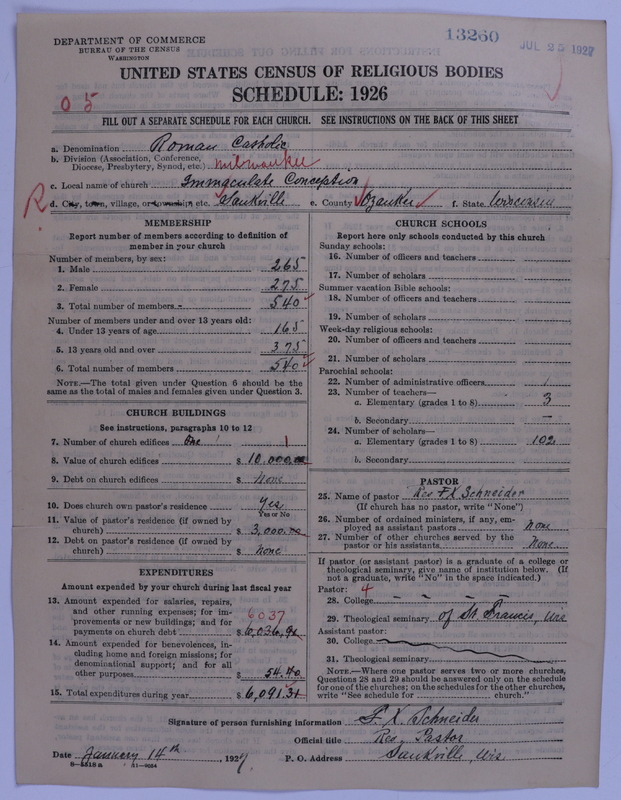 13260
JUL 25 1927
DEPARTMENT OF COMMERCE
BUREAU OF THE CENSUS
WASHINGTON
UNITED STATES CENSUS OF RELIGIOUS BODIES
SCHEDULE: 1926
05
FILL OUT A SEPARATE SCHEDULE FOR EACH CHURCH. SEE INSTRUCTIONS ON THE BACK OF THIS SHEET
a. Denomination Roman Catholic
b. Division (Association, Conference,
Diocese, Presbytery, Synod, etc.) Milwaukee
c. Local name of church Immaculate Conception
R d. City, town, village, or township etc. Saukville e. County Ozaukee f. State Wisconsin
MEMBERSHIP
Report number of members according to definition of
member in your church
Number of members, by sex:
1. Male 265
2. Female 275
3. Total number of members 540
Number of members under and over 13 years old:
4. Under 13 years of age 165
5. 13 years old and over 375
6. Total number of members 540
NOTE.—The total given under Question 6 should be the
same as the total of males and females given under Question 3.
CHURCH BUILDINGS
See instructions, paragraphs 10 to 12
7. Number of church edifices One 1
8. Value of church edifices $ 10,000.00
9. Debt on church edifices $ None
10. Does church own pastor's residence Yes
Yes or No
11. Value of pastor's residence (if owned by
church) $ 3,000.00
12. Debt on pastor's residence (if owned by
church) $ None
EXPENDITURES
Amount expended by your church during last fiscal year
13. Amount expended for salaries, repairs,
and other running expenses; for im-
provements or new buildings; and for 6037
payments on church debt $ 6,036.91
14. Amount expended for benevolences, in-
cluding home and foreign missions; for
denominational support; and for all
other purposes $ 54.40
15. Total expenditures during year $ 6,091.31
CHURCH SCHOOLS
Report here only schools conducted by this church
Sunday schools:
16. Number of officers and teachers
17. Number of scholars
Summer vacation Bible schools:
18. Number of officers and teachers
19. Number of scholars
Week-day religious schools:
20. Number of officers and teachers
21. Number of scholars
Parochial schools:
22. Number of administrative officers 1
23. Number of teachers—
a. Elementary (grades 1 to 8) 3
b. Secondary —
24. Number of scholars—
a. Elementary (grades 1 to 8) 102
b. Secondary
PASTOR
25. Name of pastor Rev F.X. Schneider
(If church has no pastor, write "None")
26. Number of ordained ministers, if any, em-
ployed as assistant pastors None
27. Number of other churches served by the
pastor or his assistants None
If pastor (or assistant pastor) is a graduate of a college or
theological seminary, give name of institution below. (If
not a graduate, write "No" in the space indicated.)
Pastor: 4
28. College - - - -
29. Theological seminary of St Francis, Wis
Assistant pastor:
30. College
31. Theological seminary
NOTE.—Where one pastor serves two or more churches,
Questions 28 and 29 should be answered only on the schedule
for one of the churches; on the schedules for the other churches,
write "See schedule for church."
Signature of person furnishing information F. X. Schneider
Official title Rev. Pastor
Date January 14th, 1927 P. O. Address Saukville, Wis
8—5518 a 11—9034